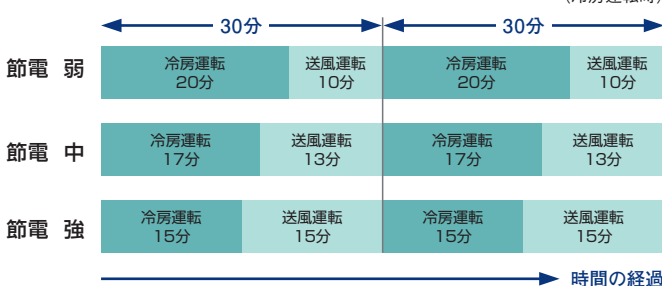 (冷房運転時)
30分 30分
節電 弱
冷房運転 送風運転 冷房運転 送風運転
20分 10分 20分 10分
節電 中
冷房運転 送風運転 冷房運転 送風運転
17分 13分 17分 13分
節電 強
冷房運転 送風運転 冷房運転 送風運転
15分 15分 15分 15分
時間の経過